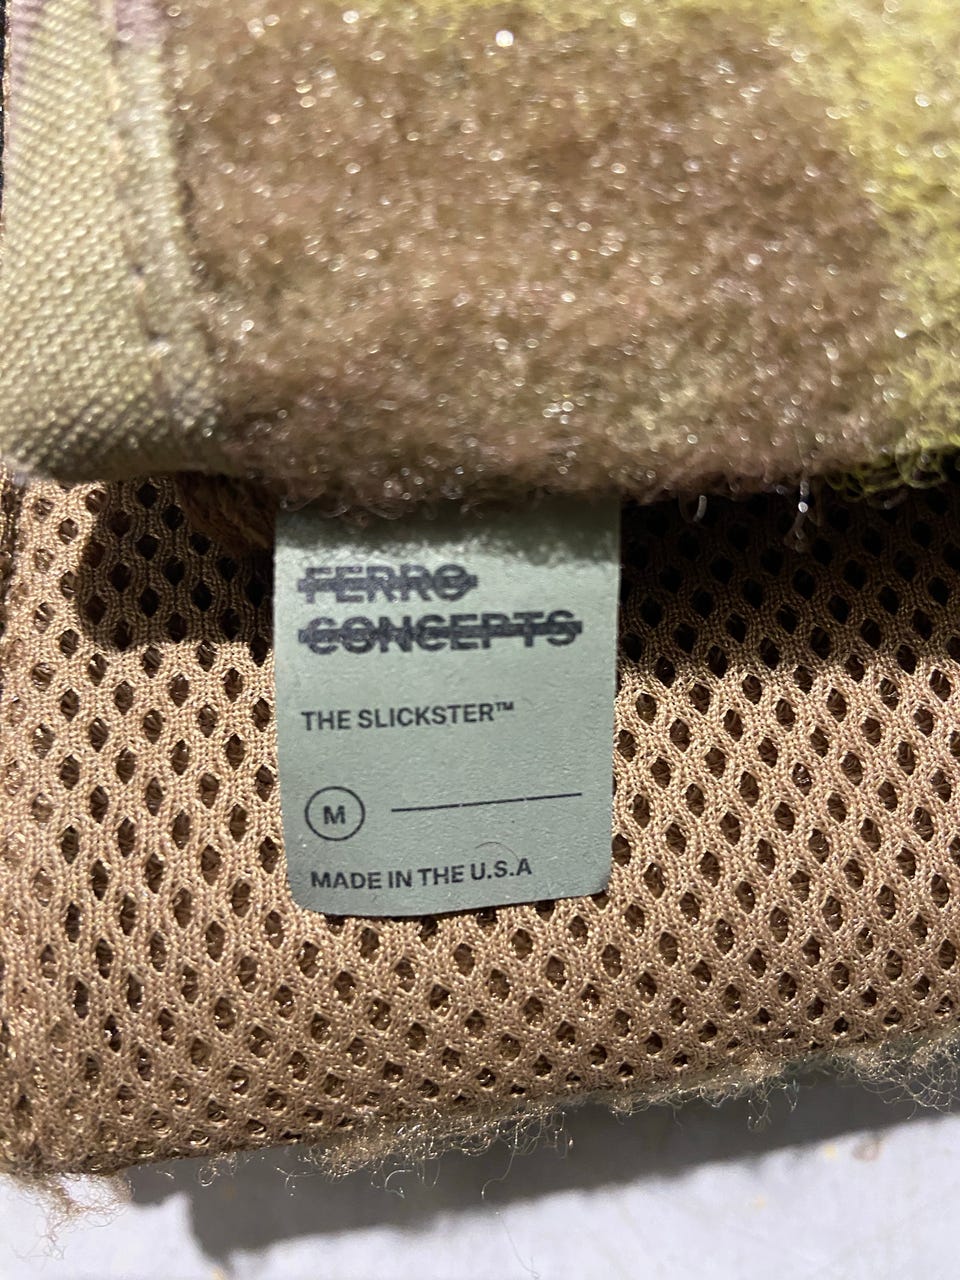 FERRO
CONCEPTS
THE SLICKSTER™
M
MADE IN THE U.S.A